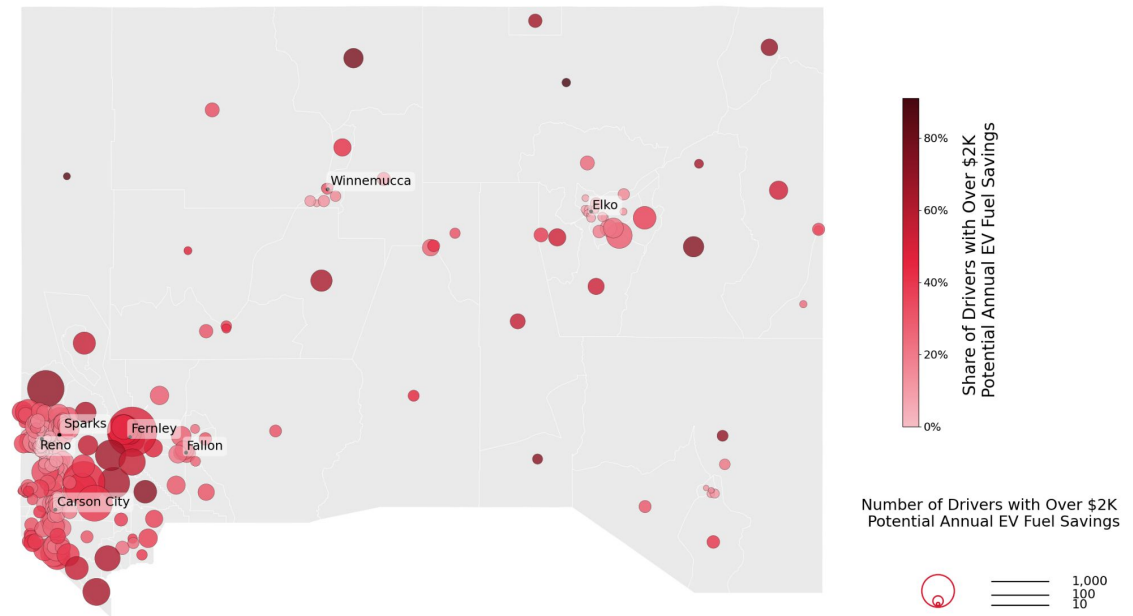 Winnemucca
Elko
Sparks
Fernley
Reno
Fallon
Carson City
80%
60%
40%
20%
0%
Share of Drivers with Over $2K
Potential Annual EV Fuel Savings
Number of Drivers with Over $2K
Potential Annual EV Fuel Savings
1,000
100
10